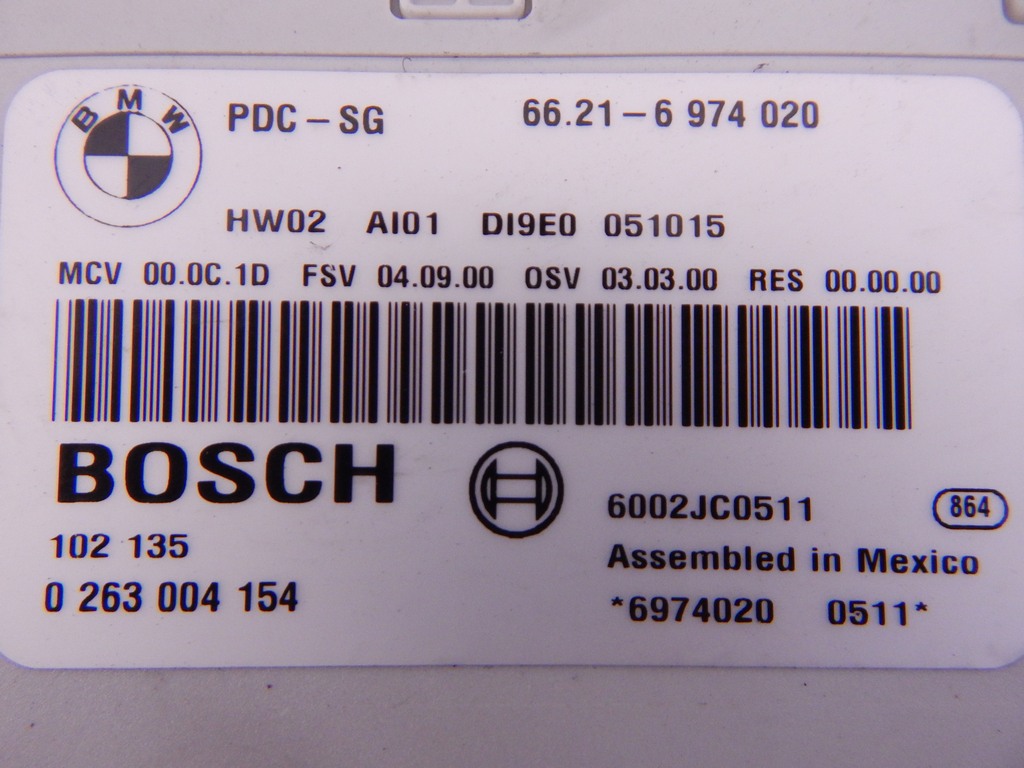 BMW
PDC – SG 66.21 – 6 974 020
HW02 AI01 DI9E0 051015
MCV 00.0C.1D FSV 04.09.00 OSV 03.03.00 RES 00.00.00
BOSCH
6002JC0511 864
102 135
Assembled in Mexico
0 263 004 154
*6974020 0511*